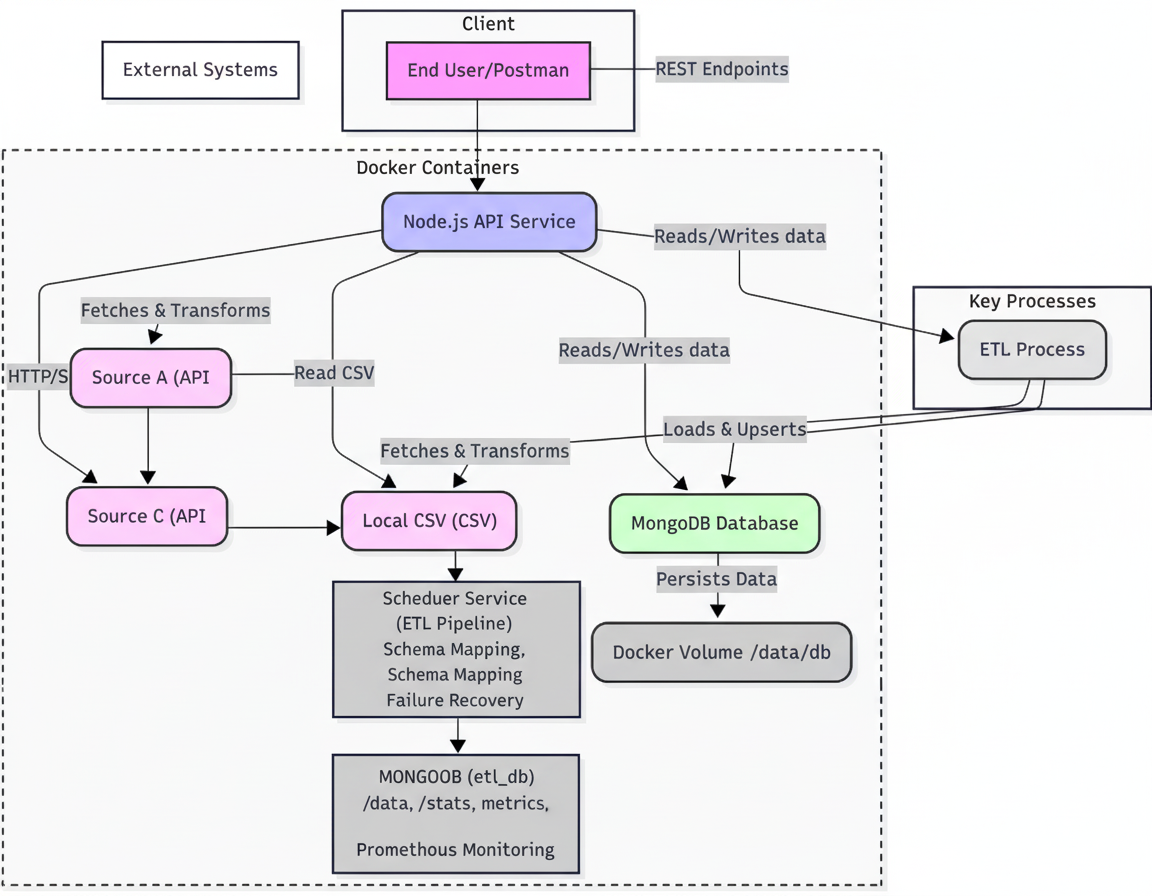 Client
External Systems
End User/Postman
REST Endpoints
Docker Containers
Node.js API Service
Reads/Writes data
Key Processes
ETL Process
Fetches & Transforms
Reads/Writes data
HTTP/S
Source A (API
Read CSV
Loads & Upserts
Fetches & Transforms
Source C (API
Local CSV (CSV)
MongoDB Database
Persists Data
Scheduer Service
(ETL Pipeline)
Schema Mapping,
Schema Mapping
Failure Recovery
Docker Volume /data/db
MONGOOB (etl_db)
/data, /stats, metrics,
Promethous Monitoring